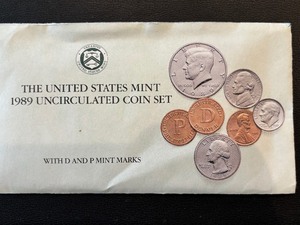 THE UNITED STATES MINT
1989 UNCIRCULATED COIN SET
P
D
WITH D AND P MINT MARKS